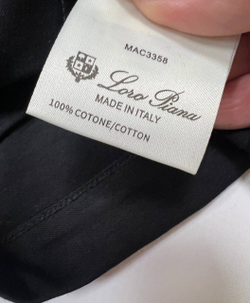 MAC3358
Loro Piana
MADE IN ITALY
100% COTONE/COTTON